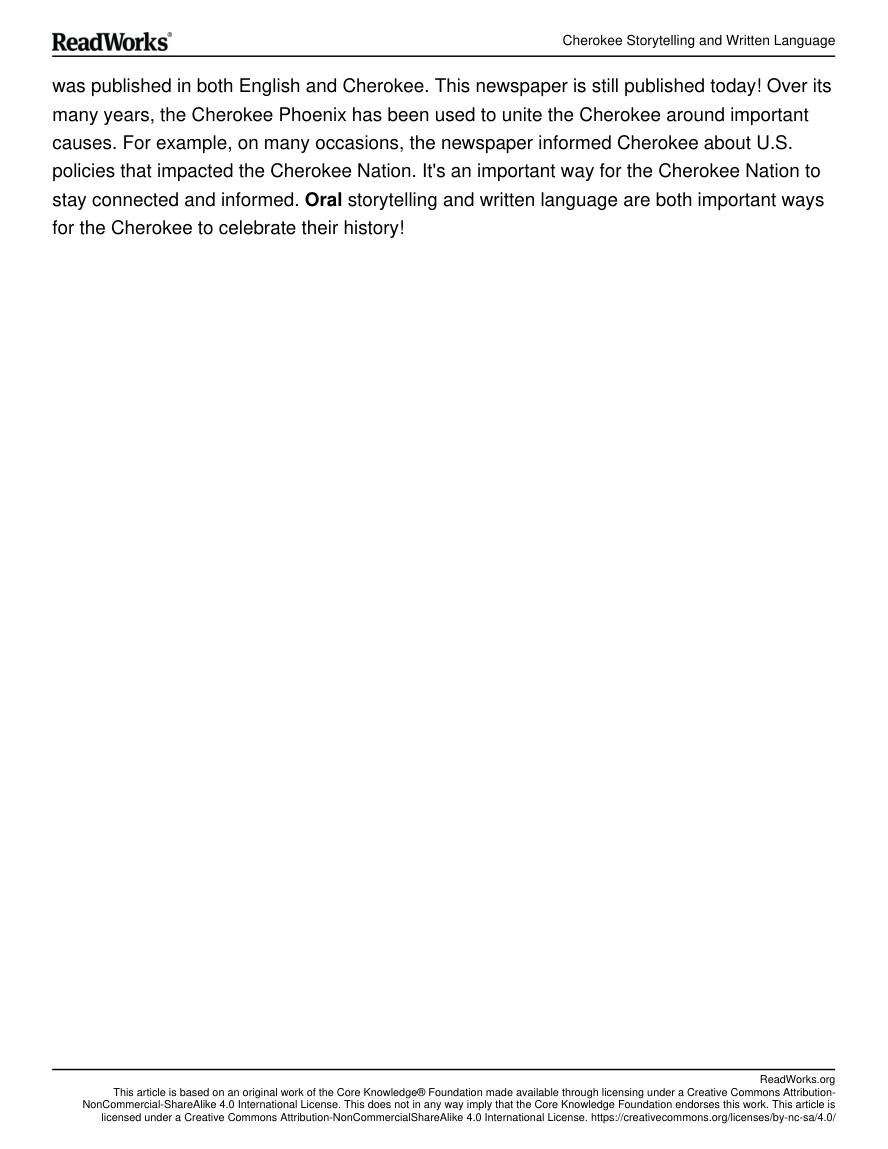 ReadWorks®
Cherokee Storytelling and Written Language
was published in both English and Cherokee. This newspaper is still published today! Over its
many years, the Cherokee Phoenix has been used to unite the Cherokee around important
causes. For example, on many occasions, the newspaper informed Cherokee about U.S.
policies that impacted the Cherokee Nation. It's an important way for the Cherokee Nation to
stay connected and informed. Oral storytelling and written language are both important ways
for the Cherokee to celebrate their history!
ReadWorks.org
This article is based on an original work of the Core Knowledge® Foundation made available through licensing under a Creative Commons Attribution-
NonCommercial-ShareAlike 4.0 International License. This does not in any way imply that the Core Knowledge Foundation endorses this work. This article is
licensed under a Creative Commons Attribution-NonCommercialShareAlike 4.0 International License. https://creativecommons.org/licenses/by-nc-sa/4.0/